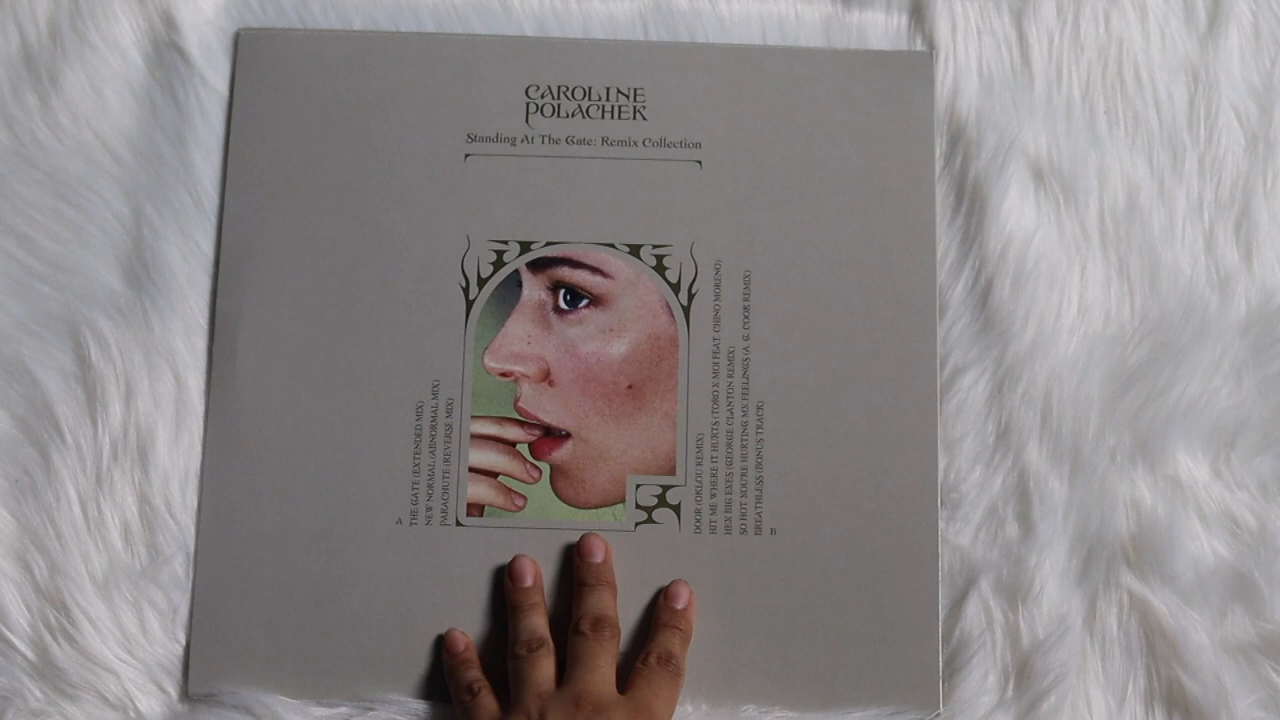 CAROLINE
POLACHEK
Standing At The Gate: Remix Collection
A
THE GATE (EXTENDED MIX)
NEW NORMAL (ABNORMAL MIX)
PARACHUTE (REVERSE MIX)
DOOR (OKLOU REMIX)
HIT ME WHERE IT HURTS (TORO Y MOI FEAT. CHINO MORENO)
HEY BIG EYES (GEORGE CLANTON REMIX)
SO HOT YOU'RE HURTING MY FEELINGS (A. G. COOK REMIX)
BREATHLESS (BONUS TRACK)
B